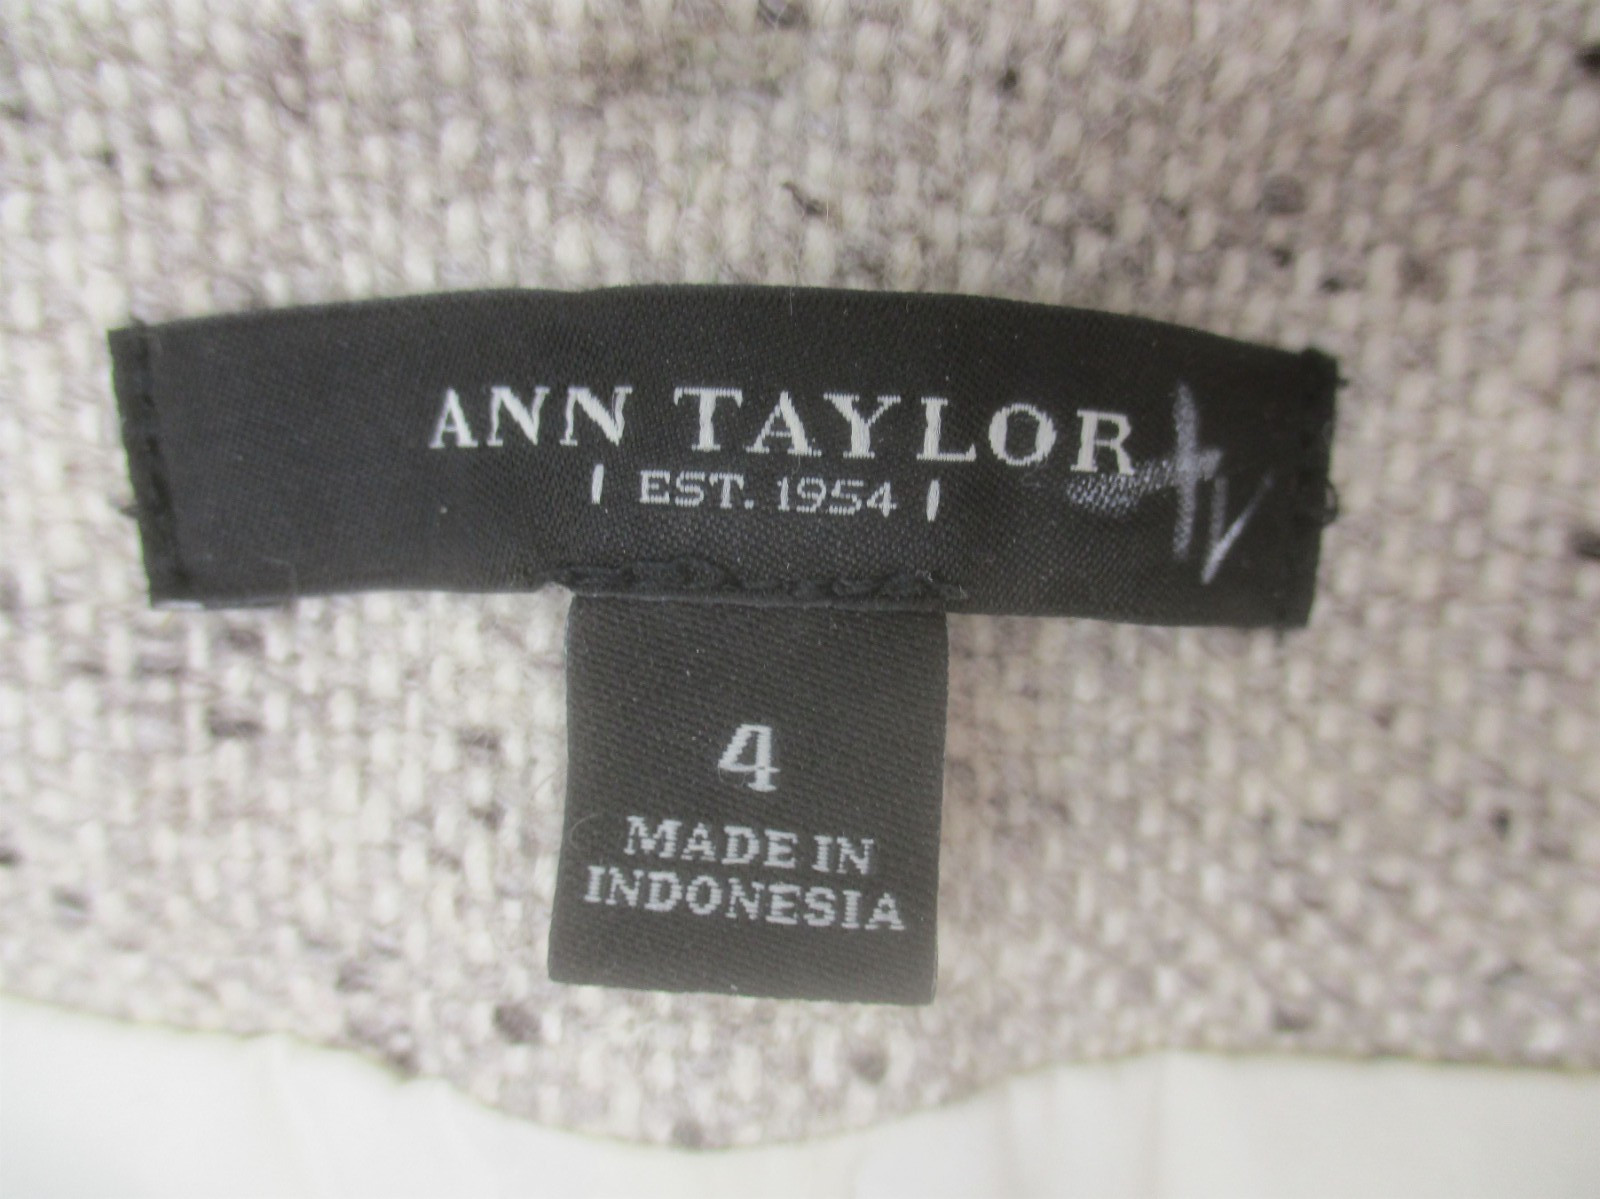 ANN TAYLOR
EST. 1954
4
MADE IN
INDONESIA